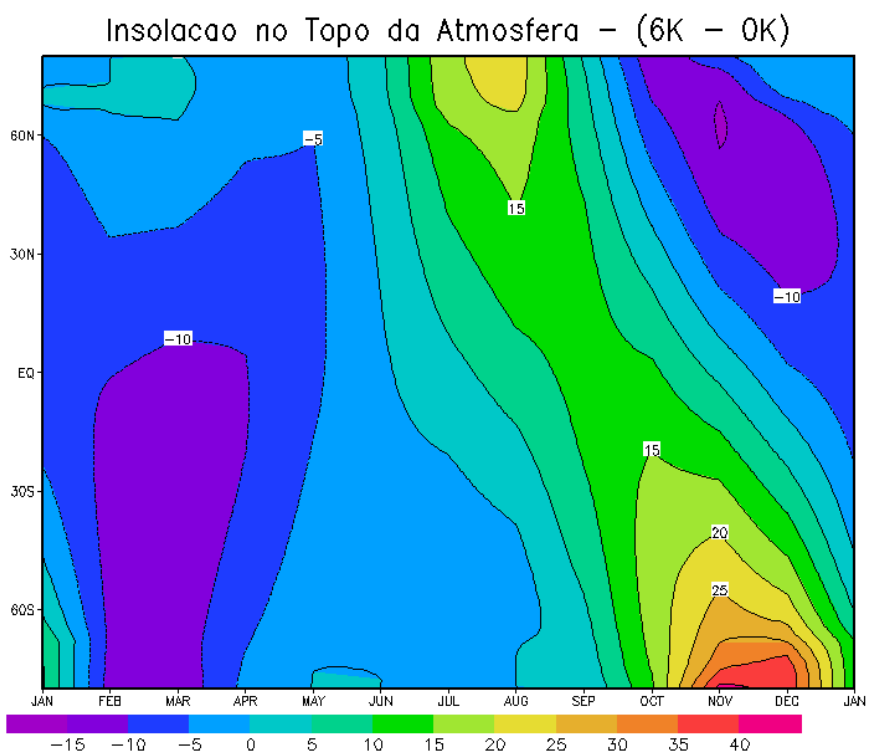 Insolacao no Topo da Atmosfera – (6K – 0K)
60N
-5
15
30N
-10
-10
EQ
15
30S
20
25
60S
JAN FEB MAR APR MAY JUN JUL AUG SEP OCT NOV DEC JAN
-15 -10 -5 0 5 10 15 20 25 30 35 40